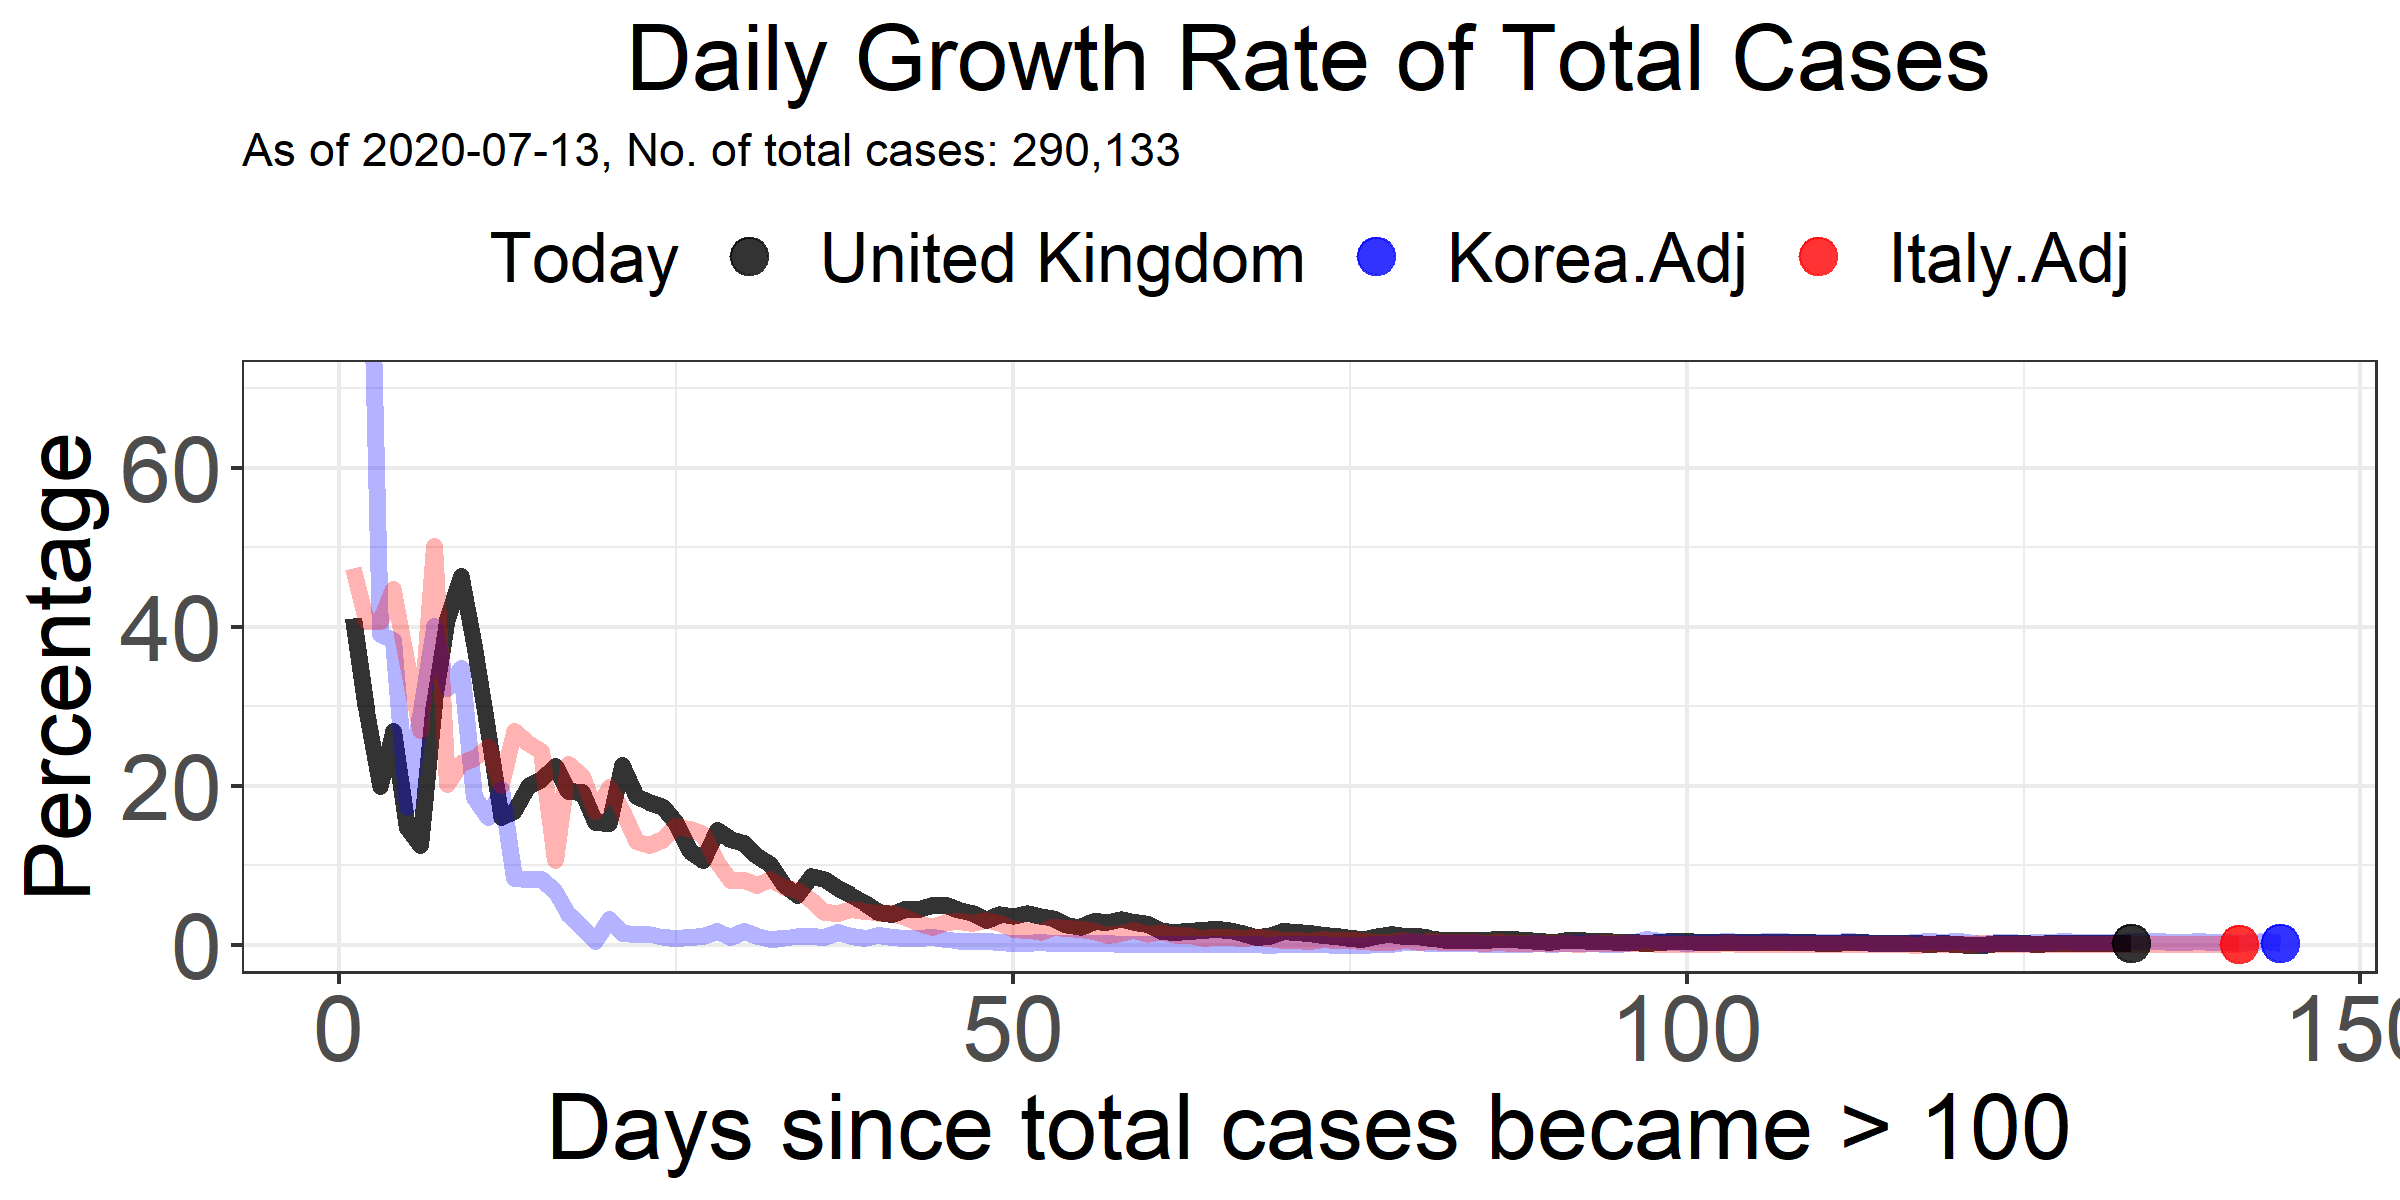 Daily Growth Rate of Total Cases
As of 2020-07-13, No. of total cases: 290,133
Today United Kingdom Korea.Adj Italy.Adj
Percentage
60
40
20
0
0 50 100 150
Days since total cases became > 100